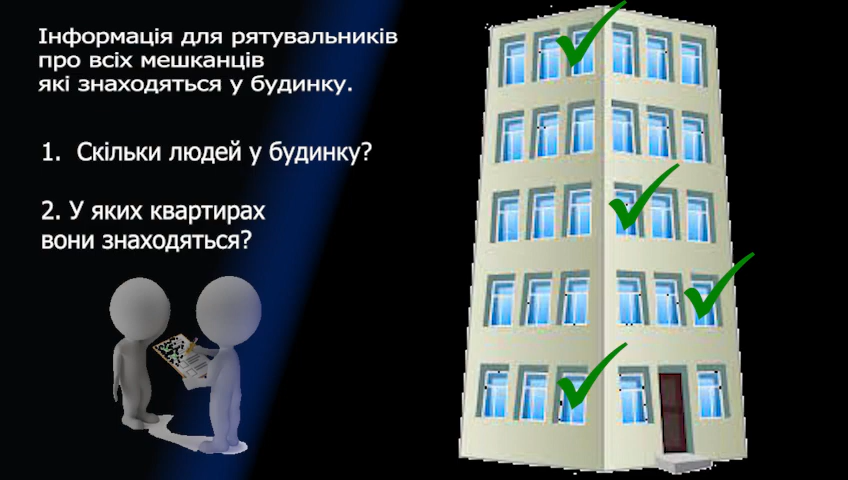 Інформація для рятувальників
про всіх мешканців
які знаходяться у будинку.
1. Скільки людей у будинку?
2. У яких квартирах
вони знаходяться?